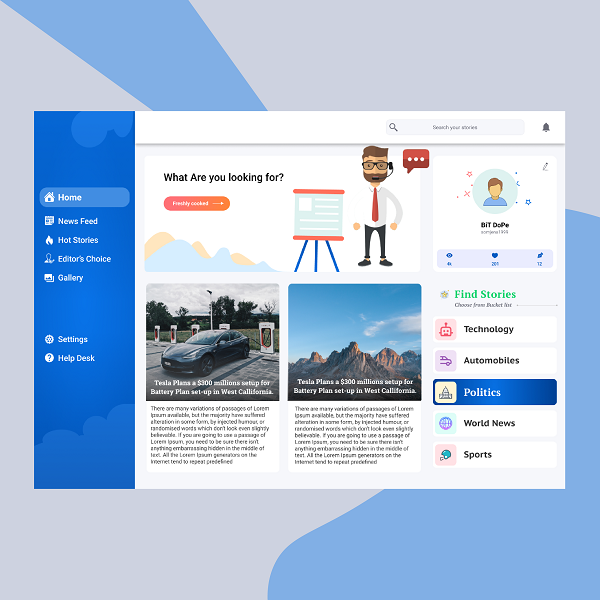 Search your stories
Home
News Feed
Hot Stories
Editor's Choice
Gallery
Settings
Help Desk
What Are you looking for?
Freshly cooked
BiT DoPe
4k
201
12
Tesla Plans a $300 millions setup for
Battery Plan set-up in West Callifornia.
There are many variations of passages of Lorem
Ipsum available, but the majority have suffered
alteration in some form, by injected humour, or
randomised words which don't look even slightly
believable. If you are going to use a passage of
Lorem Ipsum, you need to be sure there isn't
anything embarrassing hidden in the middle of
text. All the Lorem Ipsum generators on the
Internet tend to repeat predefined
Tesla Plans a $300 millions setup for
Battery Plan set-up in West Callifornia.
There are many variations of passages of Lorem
Ipsum available, but the majority have suffered
alteration in some form, by injected humour, or
randomised words which don't look even slightly
believable. If you are going to use a passage of
Lorem Ipsum, you need to be sure there isn't
anything embarrassing hidden in the middle of
text. All the Lorem Ipsum generators on the
Internet tend to repeat predefined
Find Stories
Choose from Bucket list
Technology
Automobiles
Politics
World News
Sports